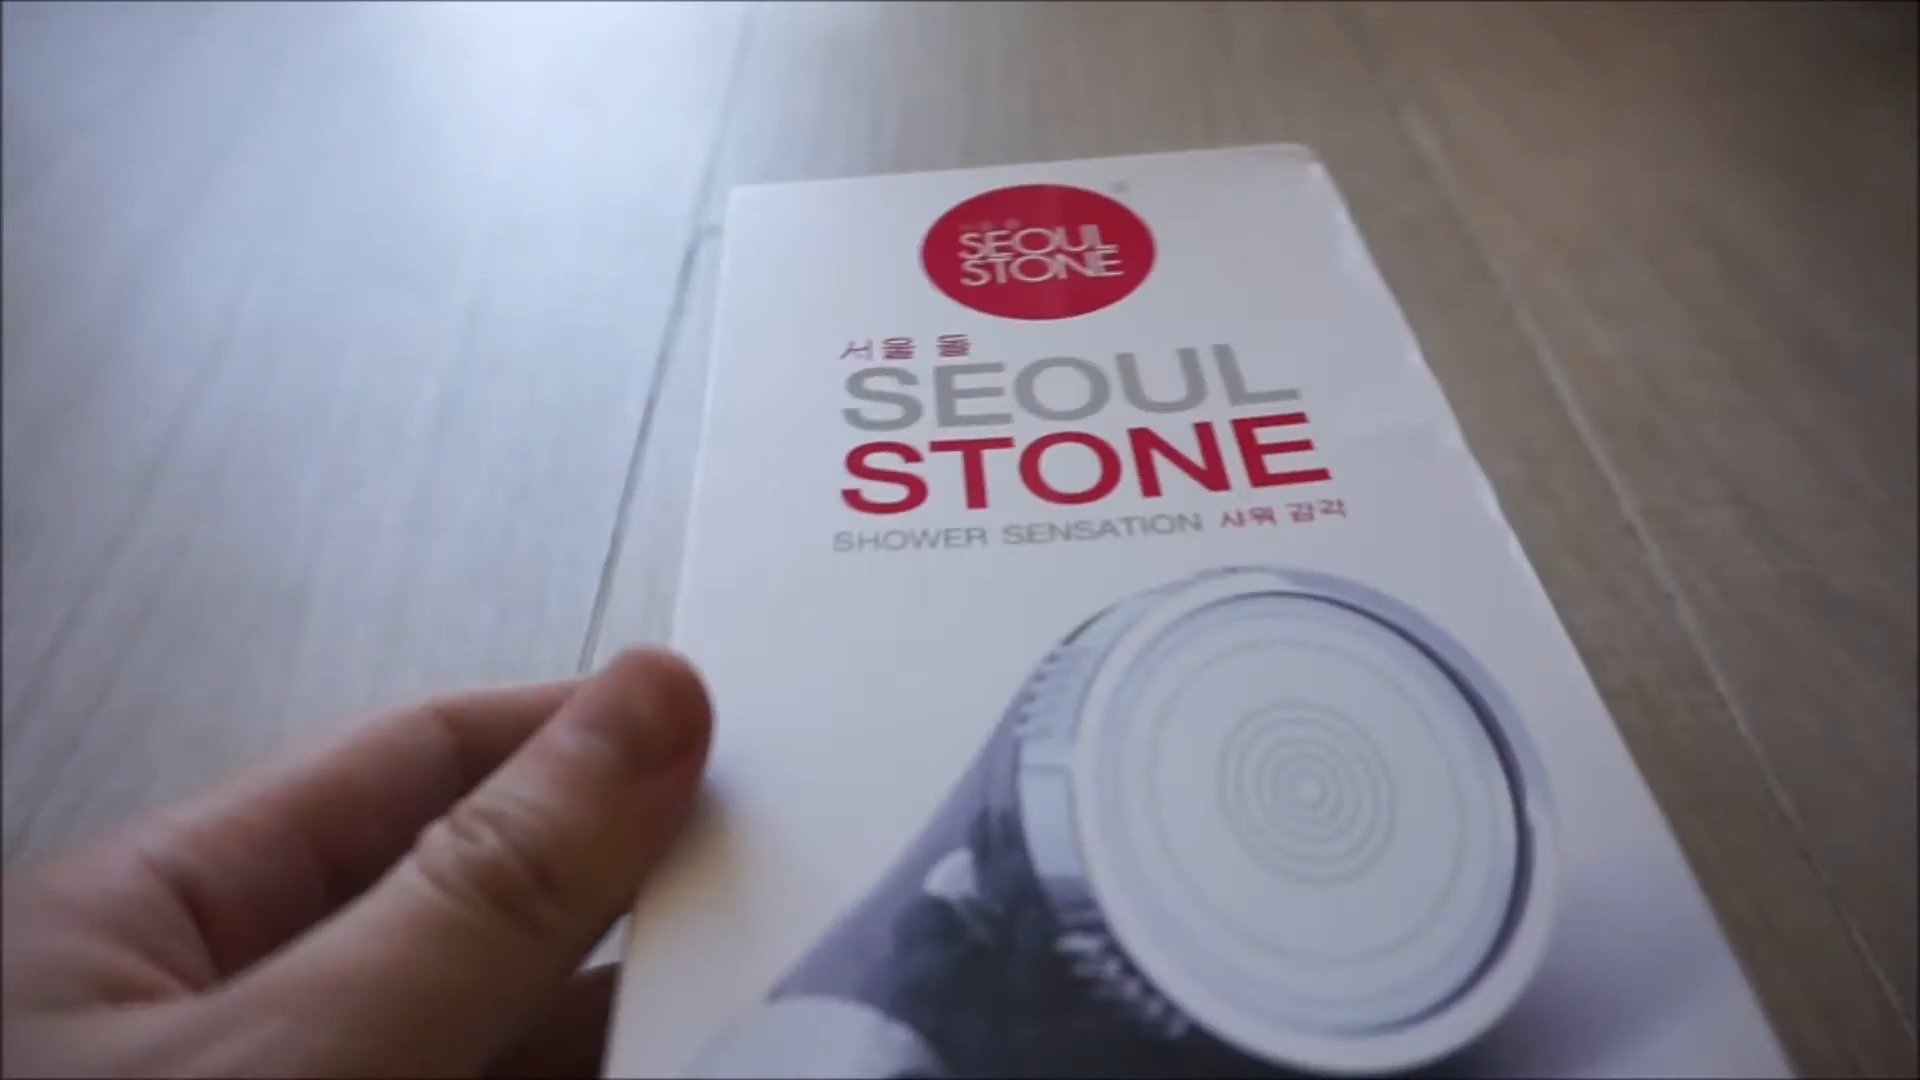 SEOUL
STONE
서울 돌
SEOUL
STONE
SHOWER SENSATION 샤워 감각